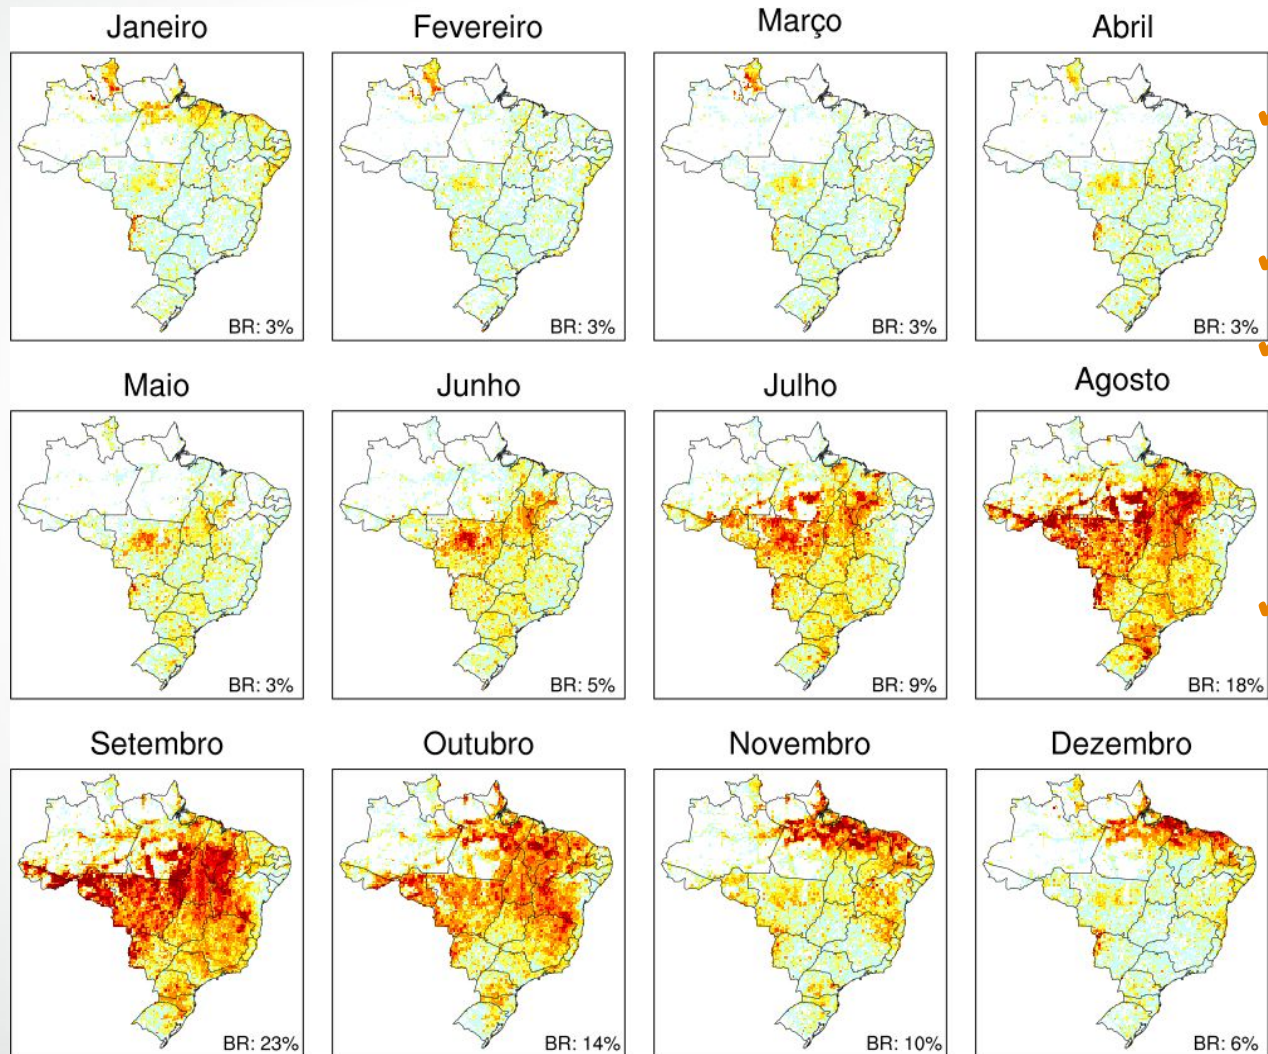 Janeiro
Fevereiro
Março
Abril
BR: 3%
BR: 3%
BR: 3%
BR: 3%
Maio
Junho
Julho
Agosto
BR: 3%
BR: 5%
BR: 9%
BR: 18%
Setembro
Outubro
Novembro
Dezembro
BR: 23%
BR: 14%
BR: 10%
BR: 6%